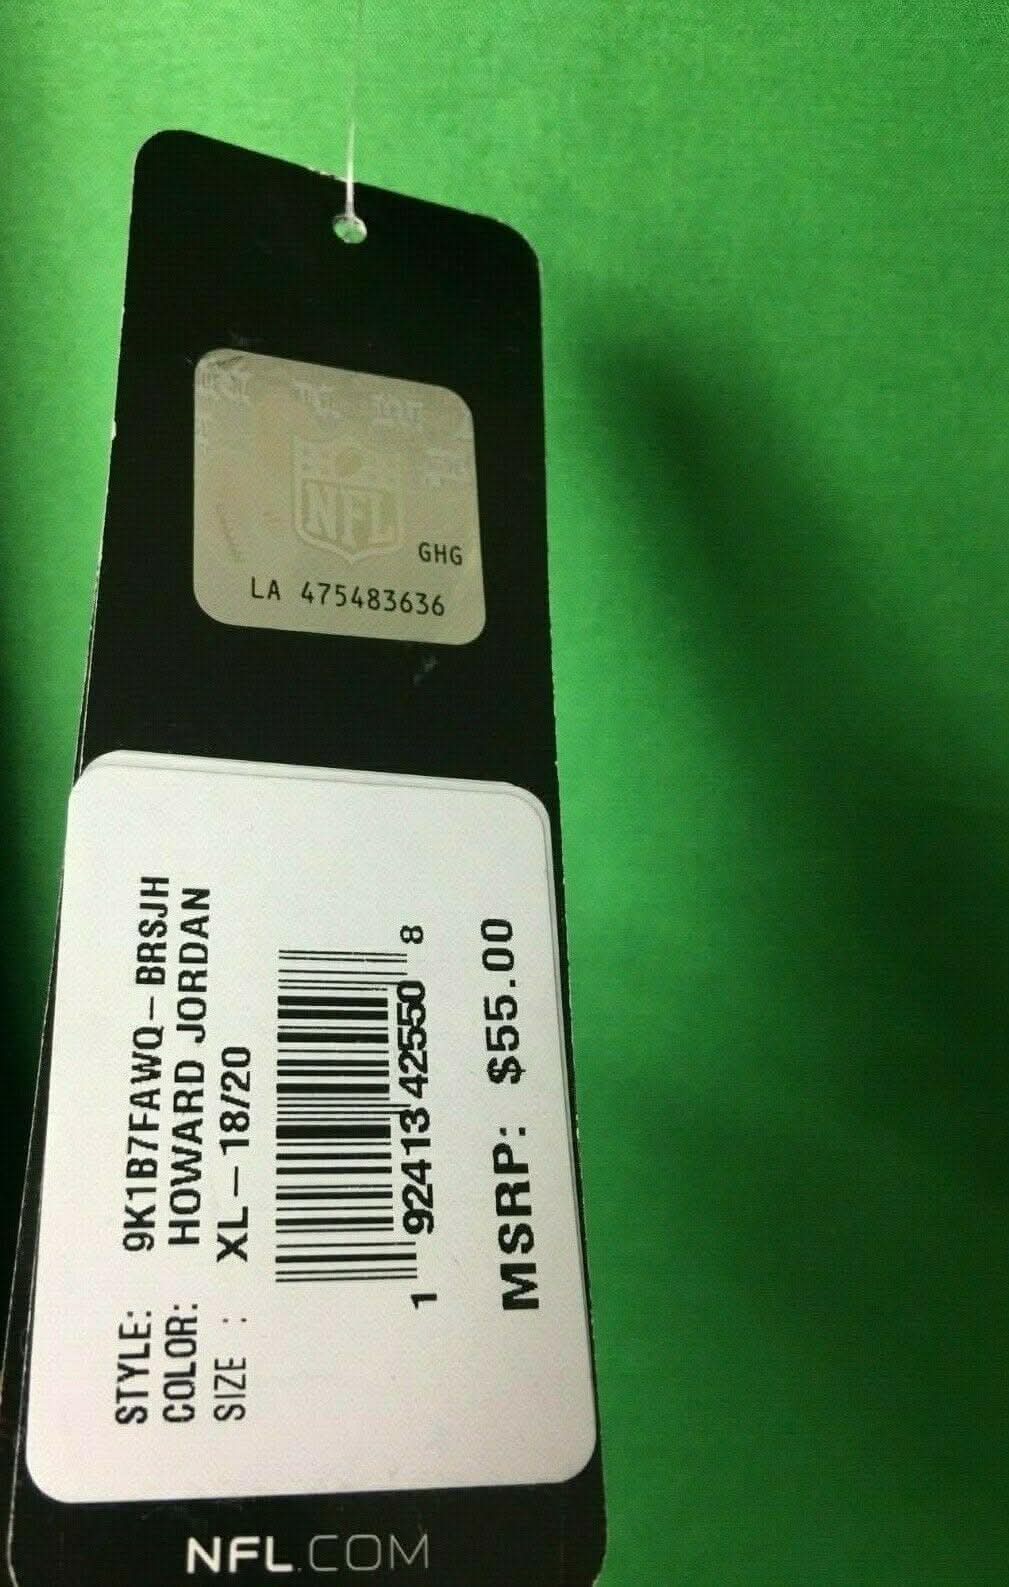 NFL
GHG
LA 475483636
STYLE: 9K1B7FAWQ-BRSJH
COLOR: HOWARD JORDAN
SIZE : XL-18/20
1 92413 42550 8
MSRP: $55.00
NFL.COM